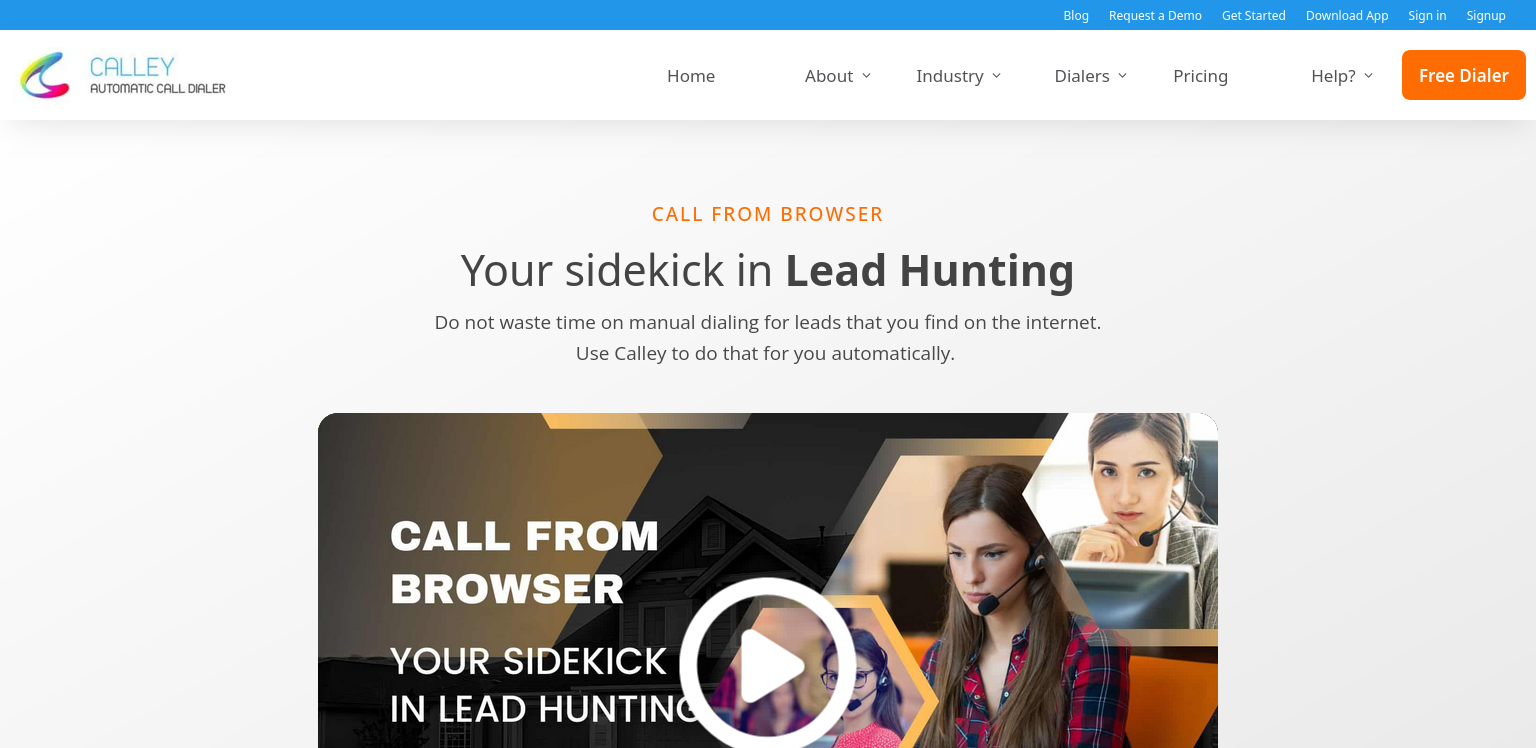 Blog Request a Demo Get Started Download App Sign in Signup
CALLEY
AUTOMATIC CALL DIALER
Home About Industry Dialers Pricing Help? Free Dialer
CALL FROM BROWSER
Your sidekick in Lead Hunting
Do not waste time on manual dialing for leads that you find on the internet.
Use Calley to do that for you automatically.
CALL FROM
BROWSER
YOUR SIDEKICK
IN LEAD HUNTING